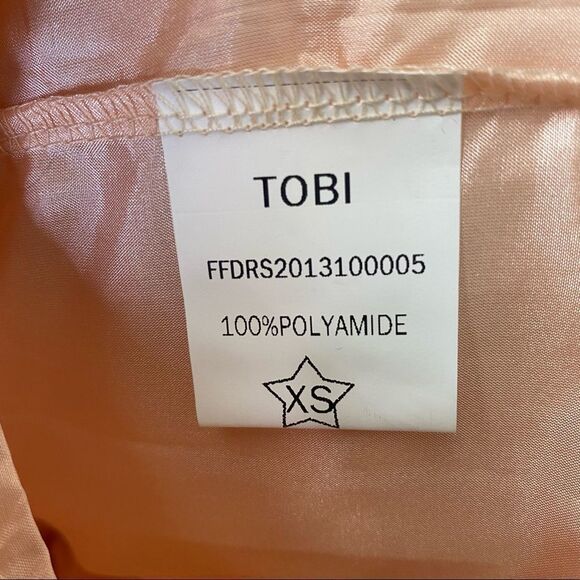 TOBI
FFDRS2013100005
100%POLYAMIDE
XS